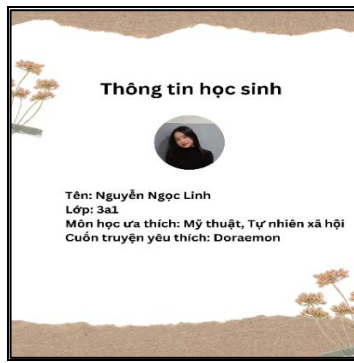 Thông tin học sinh
Tên: Nguyễn Ngọc Linh
Lớp: 3a1
Môn học ưa thích: Mỹ thuật, Tự nhiên xã hội
Cuốn truyện yêu thích: Doraemon